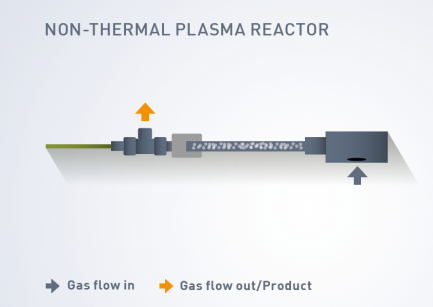 NON-THERMAL PLASMA REACTOR
Gas flow in
Gas flow out/Product